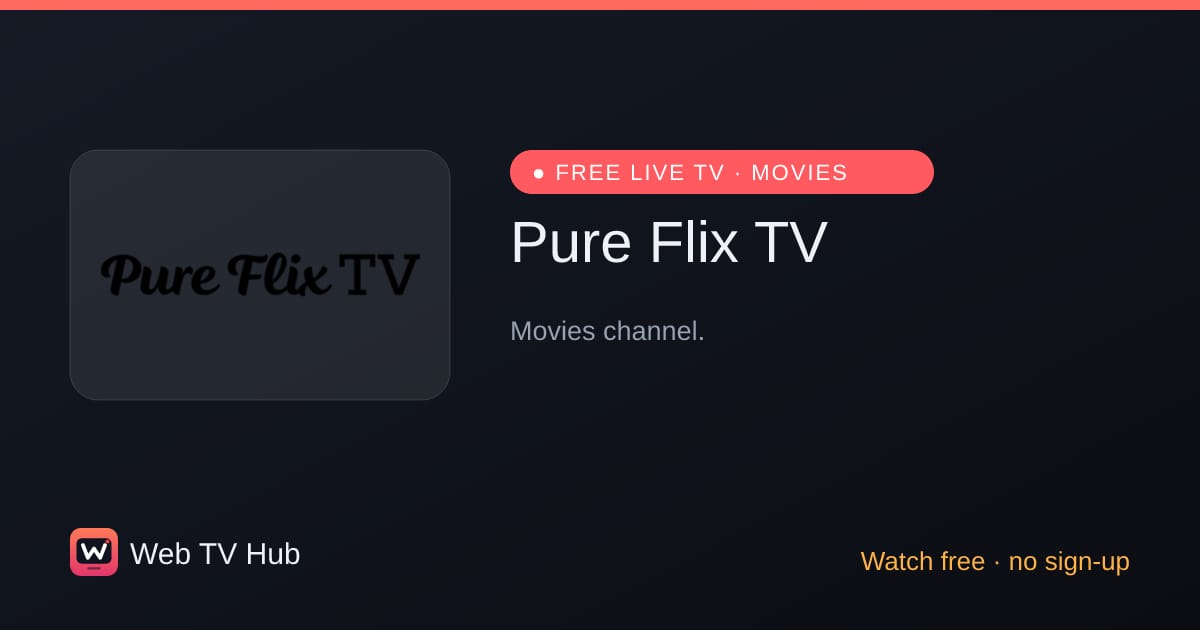 Pure Flix TV
● FREE LIVE TV · MOVIES
Pure Flix TV
Movies channel.
W
Web TV Hub
Watch free · no sign-up